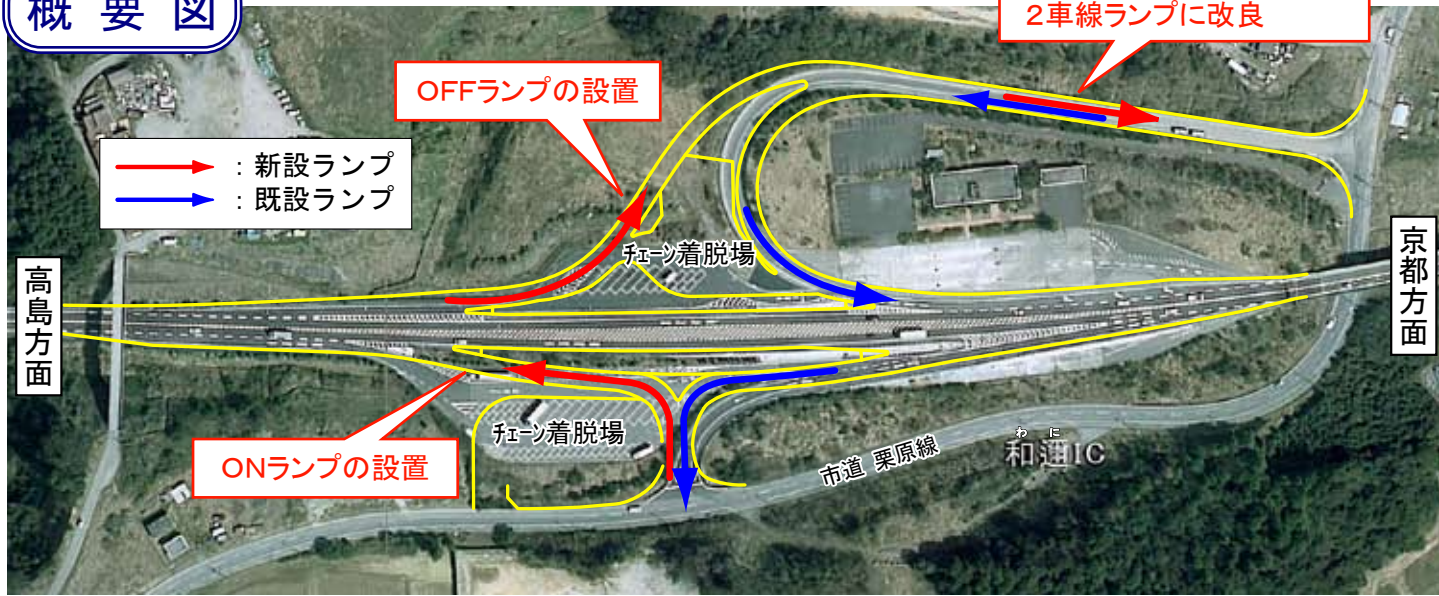 概要図
2車線ランプに改良
OFFランプの設置
：新設ランプ
：既設ランプ
チェーン着脱場
高島方面
京都方面
チェーン着脱場
ONランプの設置
市道 栗原線
わに
和邇IC